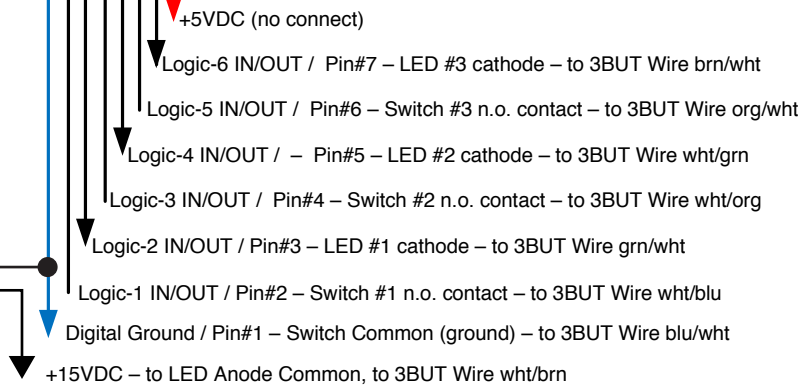 +5VDC (no connect)
Logic-6 IN/OUT / Pin#7 – LED #3 cathode – to 3BUT Wire brn/wht
Logic-5 IN/OUT / Pin#6 – Switch #3 n.o. contact – to 3BUT Wire org/wht
Logic-4 IN/OUT / – Pin#5 – LED #2 cathode – to 3BUT Wire wht/grn
Logic-3 IN/OUT / Pin#4 – Switch #2 n.o. contact – to 3BUT Wire wht/org
Logic-2 IN/OUT / Pin#3 – LED #1 cathode – to 3BUT Wire grn/wht
Logic-1 IN/OUT / Pin#2 – Switch #1 n.o. contact – to 3BUT Wire wht/blu
Digital Ground / Pin#1 – Switch Common (ground) – to 3BUT Wire blu/wht
+15VDC – to LED Anode Common, to 3BUT Wire wht/brn